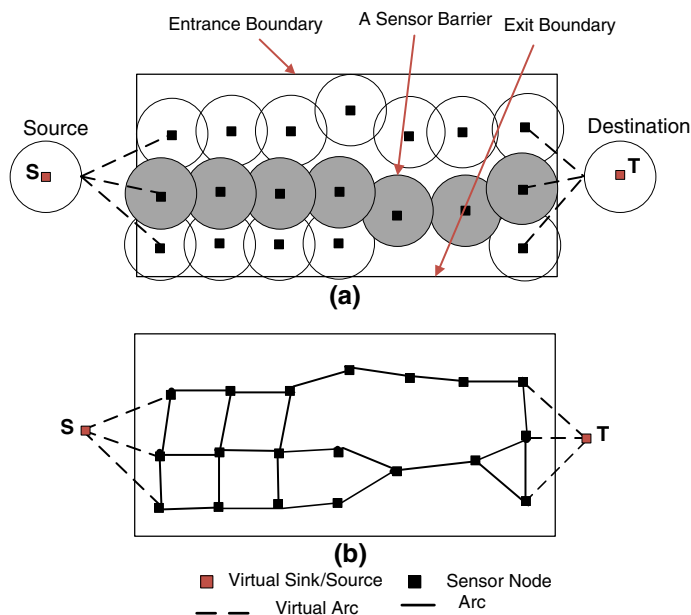 A Sensor Barrier
Entrance Boundary
Exit Boundary
Source
Destination
S
T
(a)
S
T
(b)
Virtual Sink/Source
Sensor Node
Virtual Arc
Arc